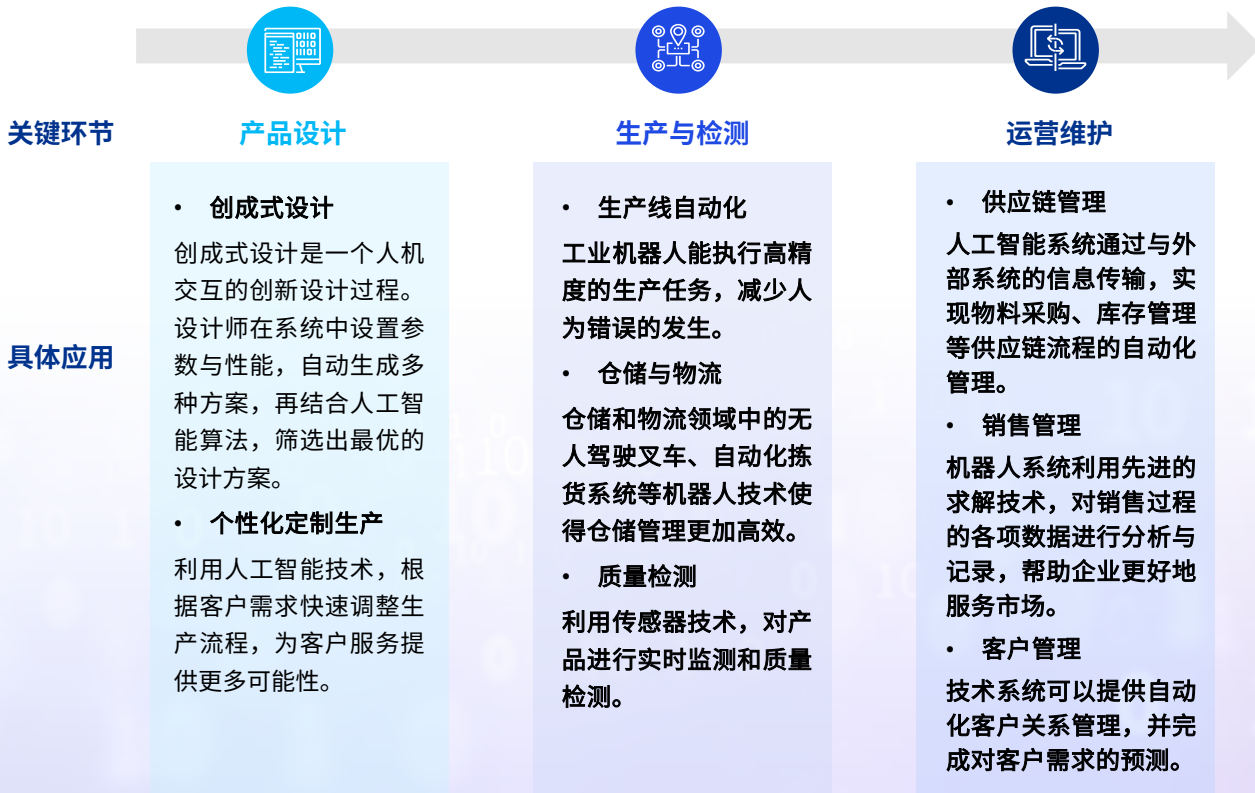 关键环节
产品设计
生产与检测
运营维护
具体应用
• 创成式设计
创成式设计是一个人机
交互的创新设计过程。
设计师在系统中设置参
数与性能，自动生成多
种方案，再结合人工智
能算法，筛选出最优的
设计方案。
• 个性化定制生产
利用人工智能技术，根
据客户需求快速调整生
产流程，为客户服务提
供更多可能性。
• 生产线自动化
工业机器人能执行高精
度的生产任务，减少人
为错误的发生。
• 仓储与物流
仓储和物流领域中的无
人驾驶叉车、自动化拣
货系统等机器人技术使
得仓储管理更加高效。
• 质量检测
利用传感器技术，对产
品进行实时监测和质量
检测。
• 供应链管理
人工智能系统通过与外
部系统的信息传输，实
现物料采购、库存管理
等供应链流程的自动化
管理。
• 销售管理
机器人系统利用先进的
求解技术，对销售过程
的各项数据进行分析与
记录，帮助企业更好地
服务市场。
• 客户管理
技术系统可以提供自动
化客户关系管理，并完
成对客户需求的预测。